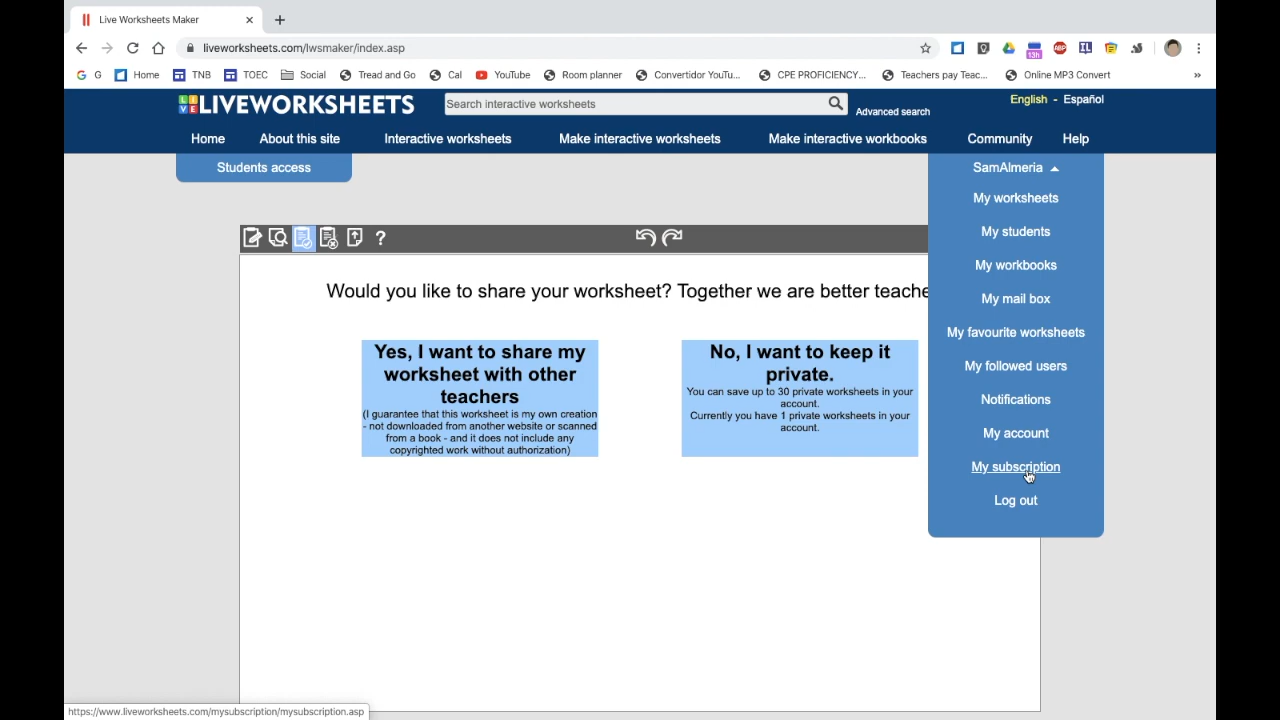 Live Worksheets Maker
liveworksheets.com/lwsmaker/index.asp
13h
ABP
IL
G
Home
TNB
TOEC
Social
Tread and Go
Cal
YouTube
Room planner
Convertidor YouTu...
CPE PROFICIENCY...
Teachers pay Teac...
Online MP3 Convert
»
LIVE
LIVEWORKSHEETS
Search interactive worksheets
Advanced search
English - Español
Home
About this site
Interactive worksheets
Make interactive worksheets
Make interactive workbooks
Community
Help
Students access
SamAlmeria
My worksheets
My students
My workbooks
My mail box
My favourite worksheets
My followed users
Notifications
My account
My subscription
Log out
?
Would you like to share your worksheet? Together we are better teache
Yes, I want to share my
worksheet with other
teachers
(I guarantee that this worksheet is my own creation
- not downloaded from another website or scanned
from a book - and it does not include any
copyrighted work without authorization)
No, I want to keep it
private.
You can save up to 30 private worksheets in your
account.
Currently you have 1 private worksheets in your
account.
https://www.liveworksheets.com/mysubscription/mysubscription.asp